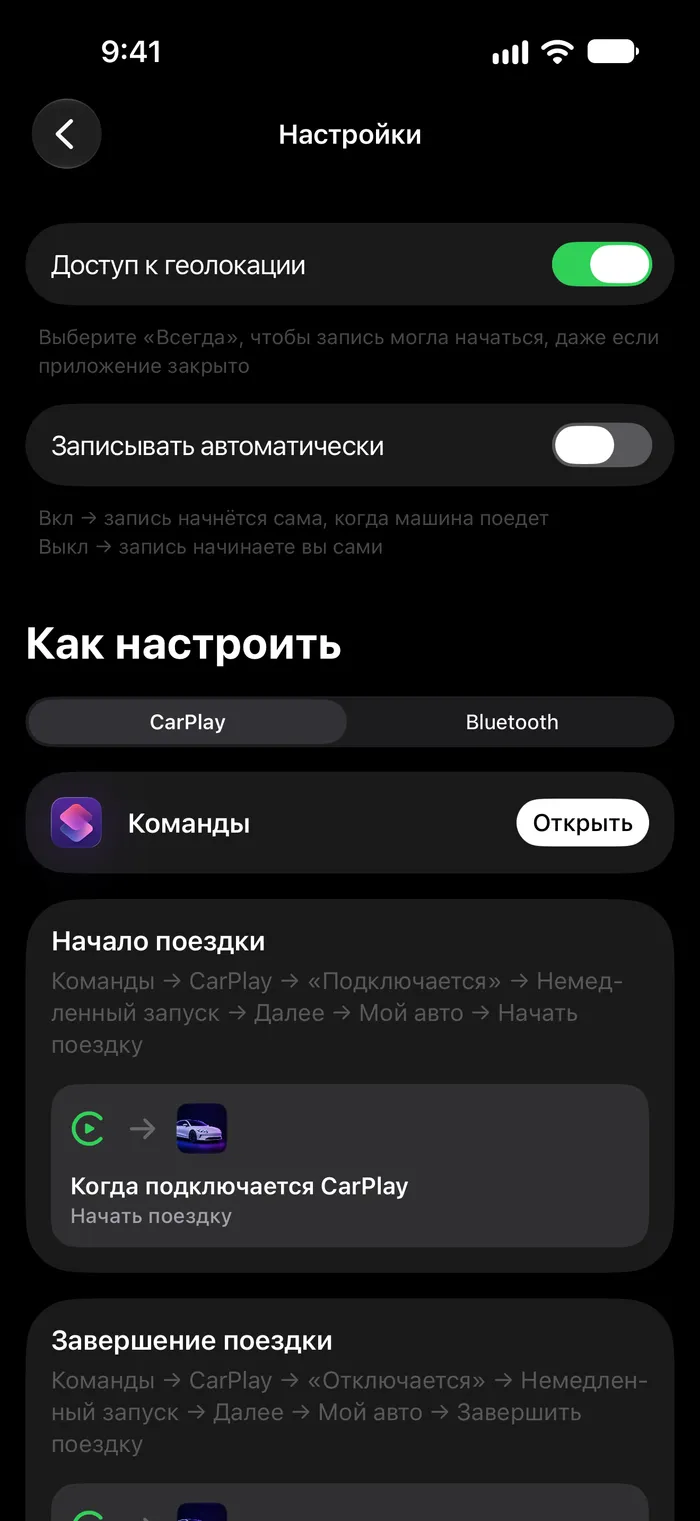 9:41
Настройки
Доступ к геолокации
Выберите «Всегда», чтобы запись могла начаться, даже если
приложение закрыто
Записывать автоматически
Вкл → запись начнётся сама, когда машина поедет
Выкл → запись начинаете вы сами
Как настроить
CarPlay
Bluetooth
Команды
Открыть
Начало поездки
Команды → CarPlay → «Подключается» → Немед-
ленный запуск → Далее → Мой авто → Начать
поездку
Когда подключается CarPlay
Начать поездку
Завершение поездки
Команды → CarPlay → «Отключается» → Немедлен-
ный запуск → Далее → Мой авто → Завершить
поездку